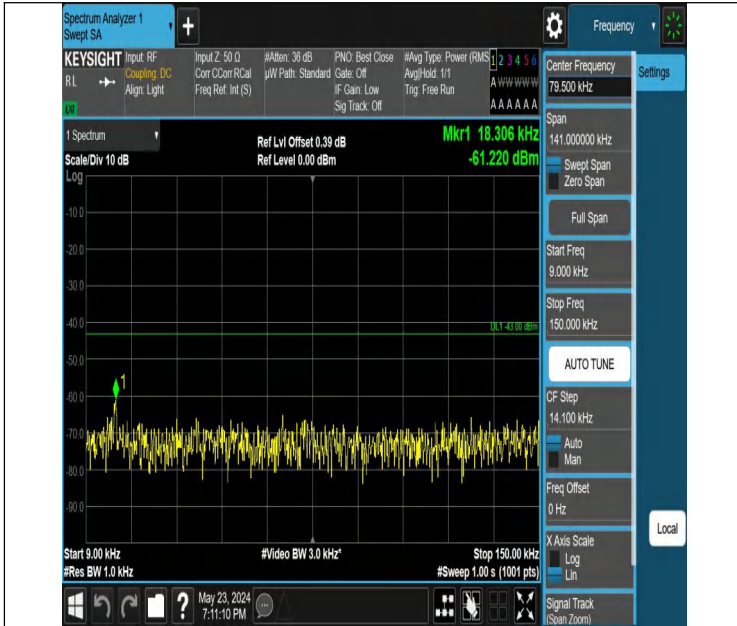 Spectrum Analyzer 1
Swept SA
+
Frequency
KEYSIGHT
RL
Input: RF
Coupling: DC
Align: Light
Input Z: 50 Ω
Corr CCorr RCal
Freq Ref: Int (S)
#Atten: 36 dB
µW Path: Standard
PNO: Best Close
Gate: Off
IF Gain: Low
Sig Track: Off
#Avg Type: Power (RMS
Avg|Hold: 1/1
Trig: Free Run
1 2 3 4 5 6
A W W W W W
A A A A A A
Center Frequency
79.500 kHz
Settings
Span
141.000000 kHz
Swept Span
Zero Span
Full Span
Start Freq
9.000 kHz
Stop Freq
150.000 kHz
AUTO TUNE
CF Step
14.100 kHz
Auto
Man
Freq Offset
0 Hz
X Axis Scale
Log
Lin
Signal Track
(Span Zoom)
Local
1 Spectrum
Scale/Div 10 dB
Log
Ref Lvl Offset 0.39 dB
Ref Level 0.00 dBm
Mkr1 18.306 kHz
-61.220 dBm
-10.0
-20.0
-30.0
-40.0
DL1 -43.00 dBm
-50.0
1
-60.0
-70.0
-80.0
-90.0
Start 9.00 kHz
#Video BW 3.0 kHz*
Stop 150.00 kHz
#Res BW 1.0 kHz
#Sweep 1.00 s (1001 pts)
?
May 23, 2024
7:11:10 PM